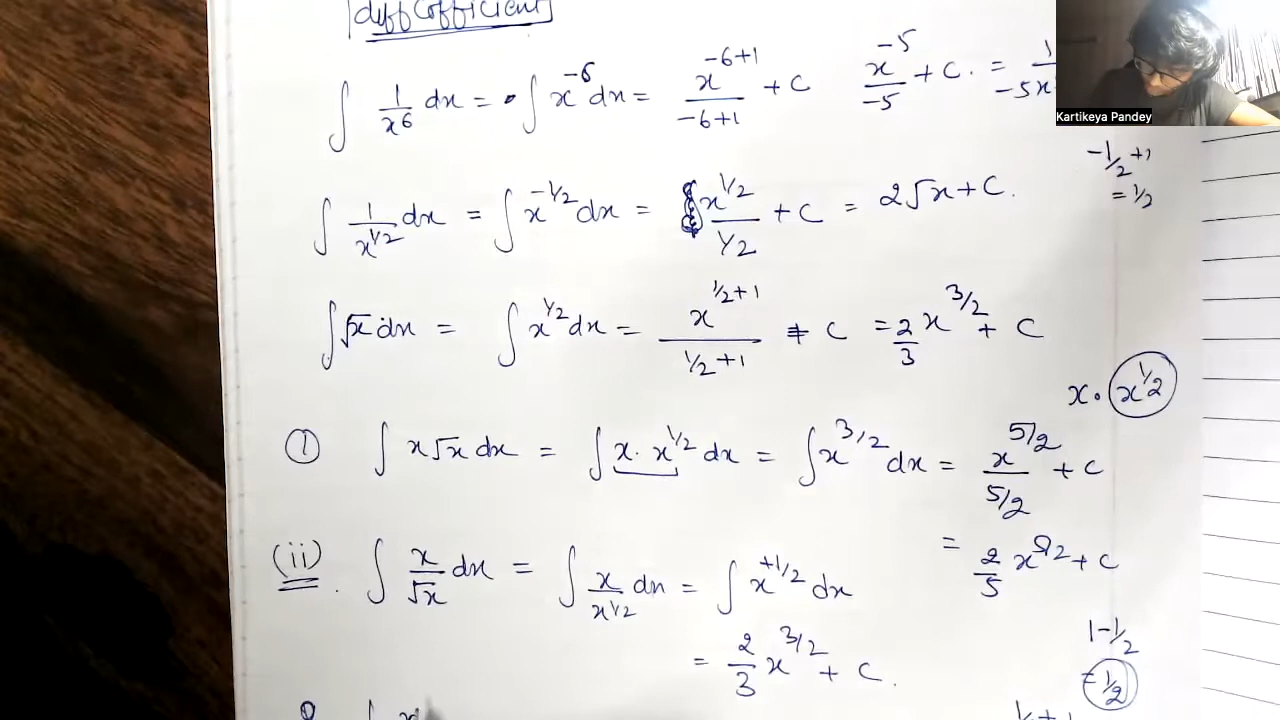 diff Cofficient
∫ 1/x^6 dx = ∫ x^-6 dx = x^(-6+1)/(-6+1) + C x^-5/-5 + C. = 1/-5x
Kartikeya Pandey
-1/2 +1
= 1/2
∫ 1/x^(1/2) dx = ∫ x^(-1/2) dx = x^(1/2)/(1/2) + C = 2√x + C.
∫ √x dx = ∫ x^(1/2) dx = x^(1/2+1)/(1/2+1) + C = 2/3 x^(3/2) + C
x . x^(1/2)
① ∫ x√x dx = ∫ x . x^(1/2) dx = ∫ x^(3/2) dx = x^(5/2)/(5/2) + C
= 2/5 x^(5/2) + C
(ii). ∫ x/√x dx = ∫ x/x^(1/2) dx = ∫ x^(+1/2) dx
= 2/3 x^(3/2) + C.
1-1/2
= 1/2